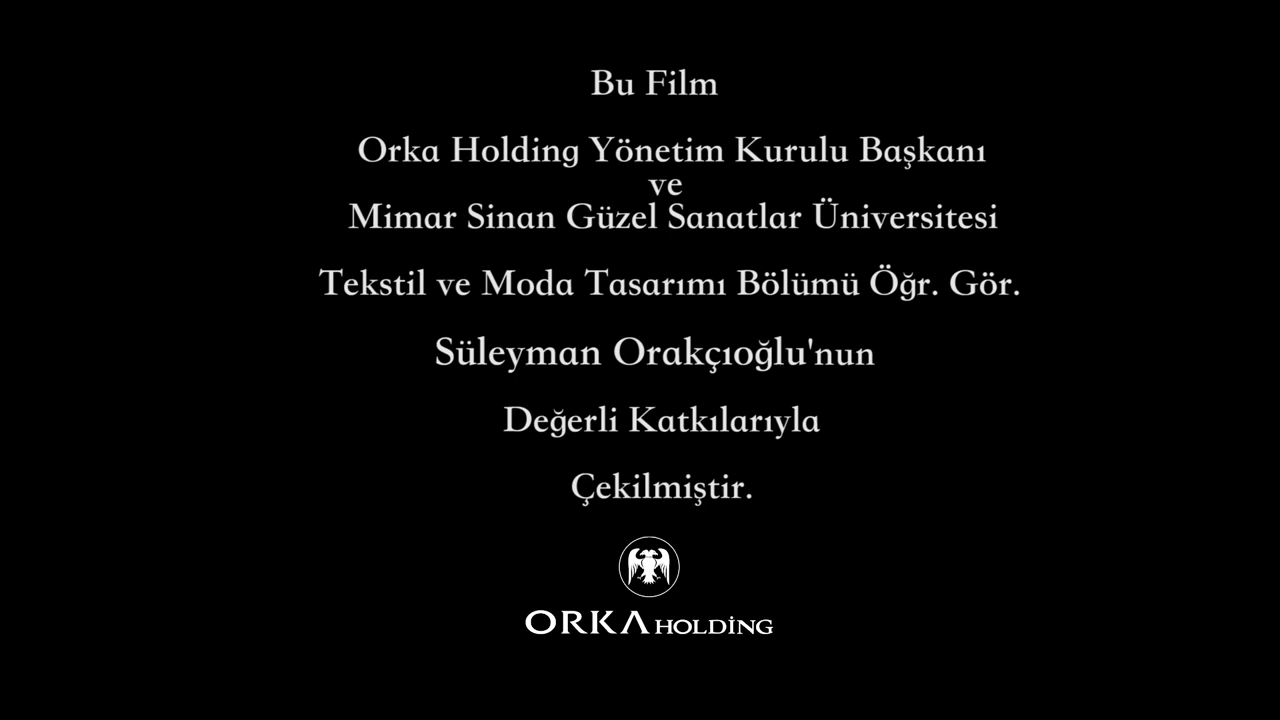 Bu Film
Orka Holding Yönetim Kurulu Başkanı
ve
Mimar Sinan Güzel Sanatlar Üniversitesi
Tekstil ve Moda Tasarımı Bölümü Öğr. Gör.
Süleyman Orakçıoğlu'nun
Değerli Katkılarıyla
Çekilmiştir.
ORKA HOLDİNG